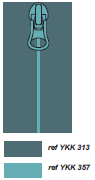 ref YKK 313
ref YKK 357